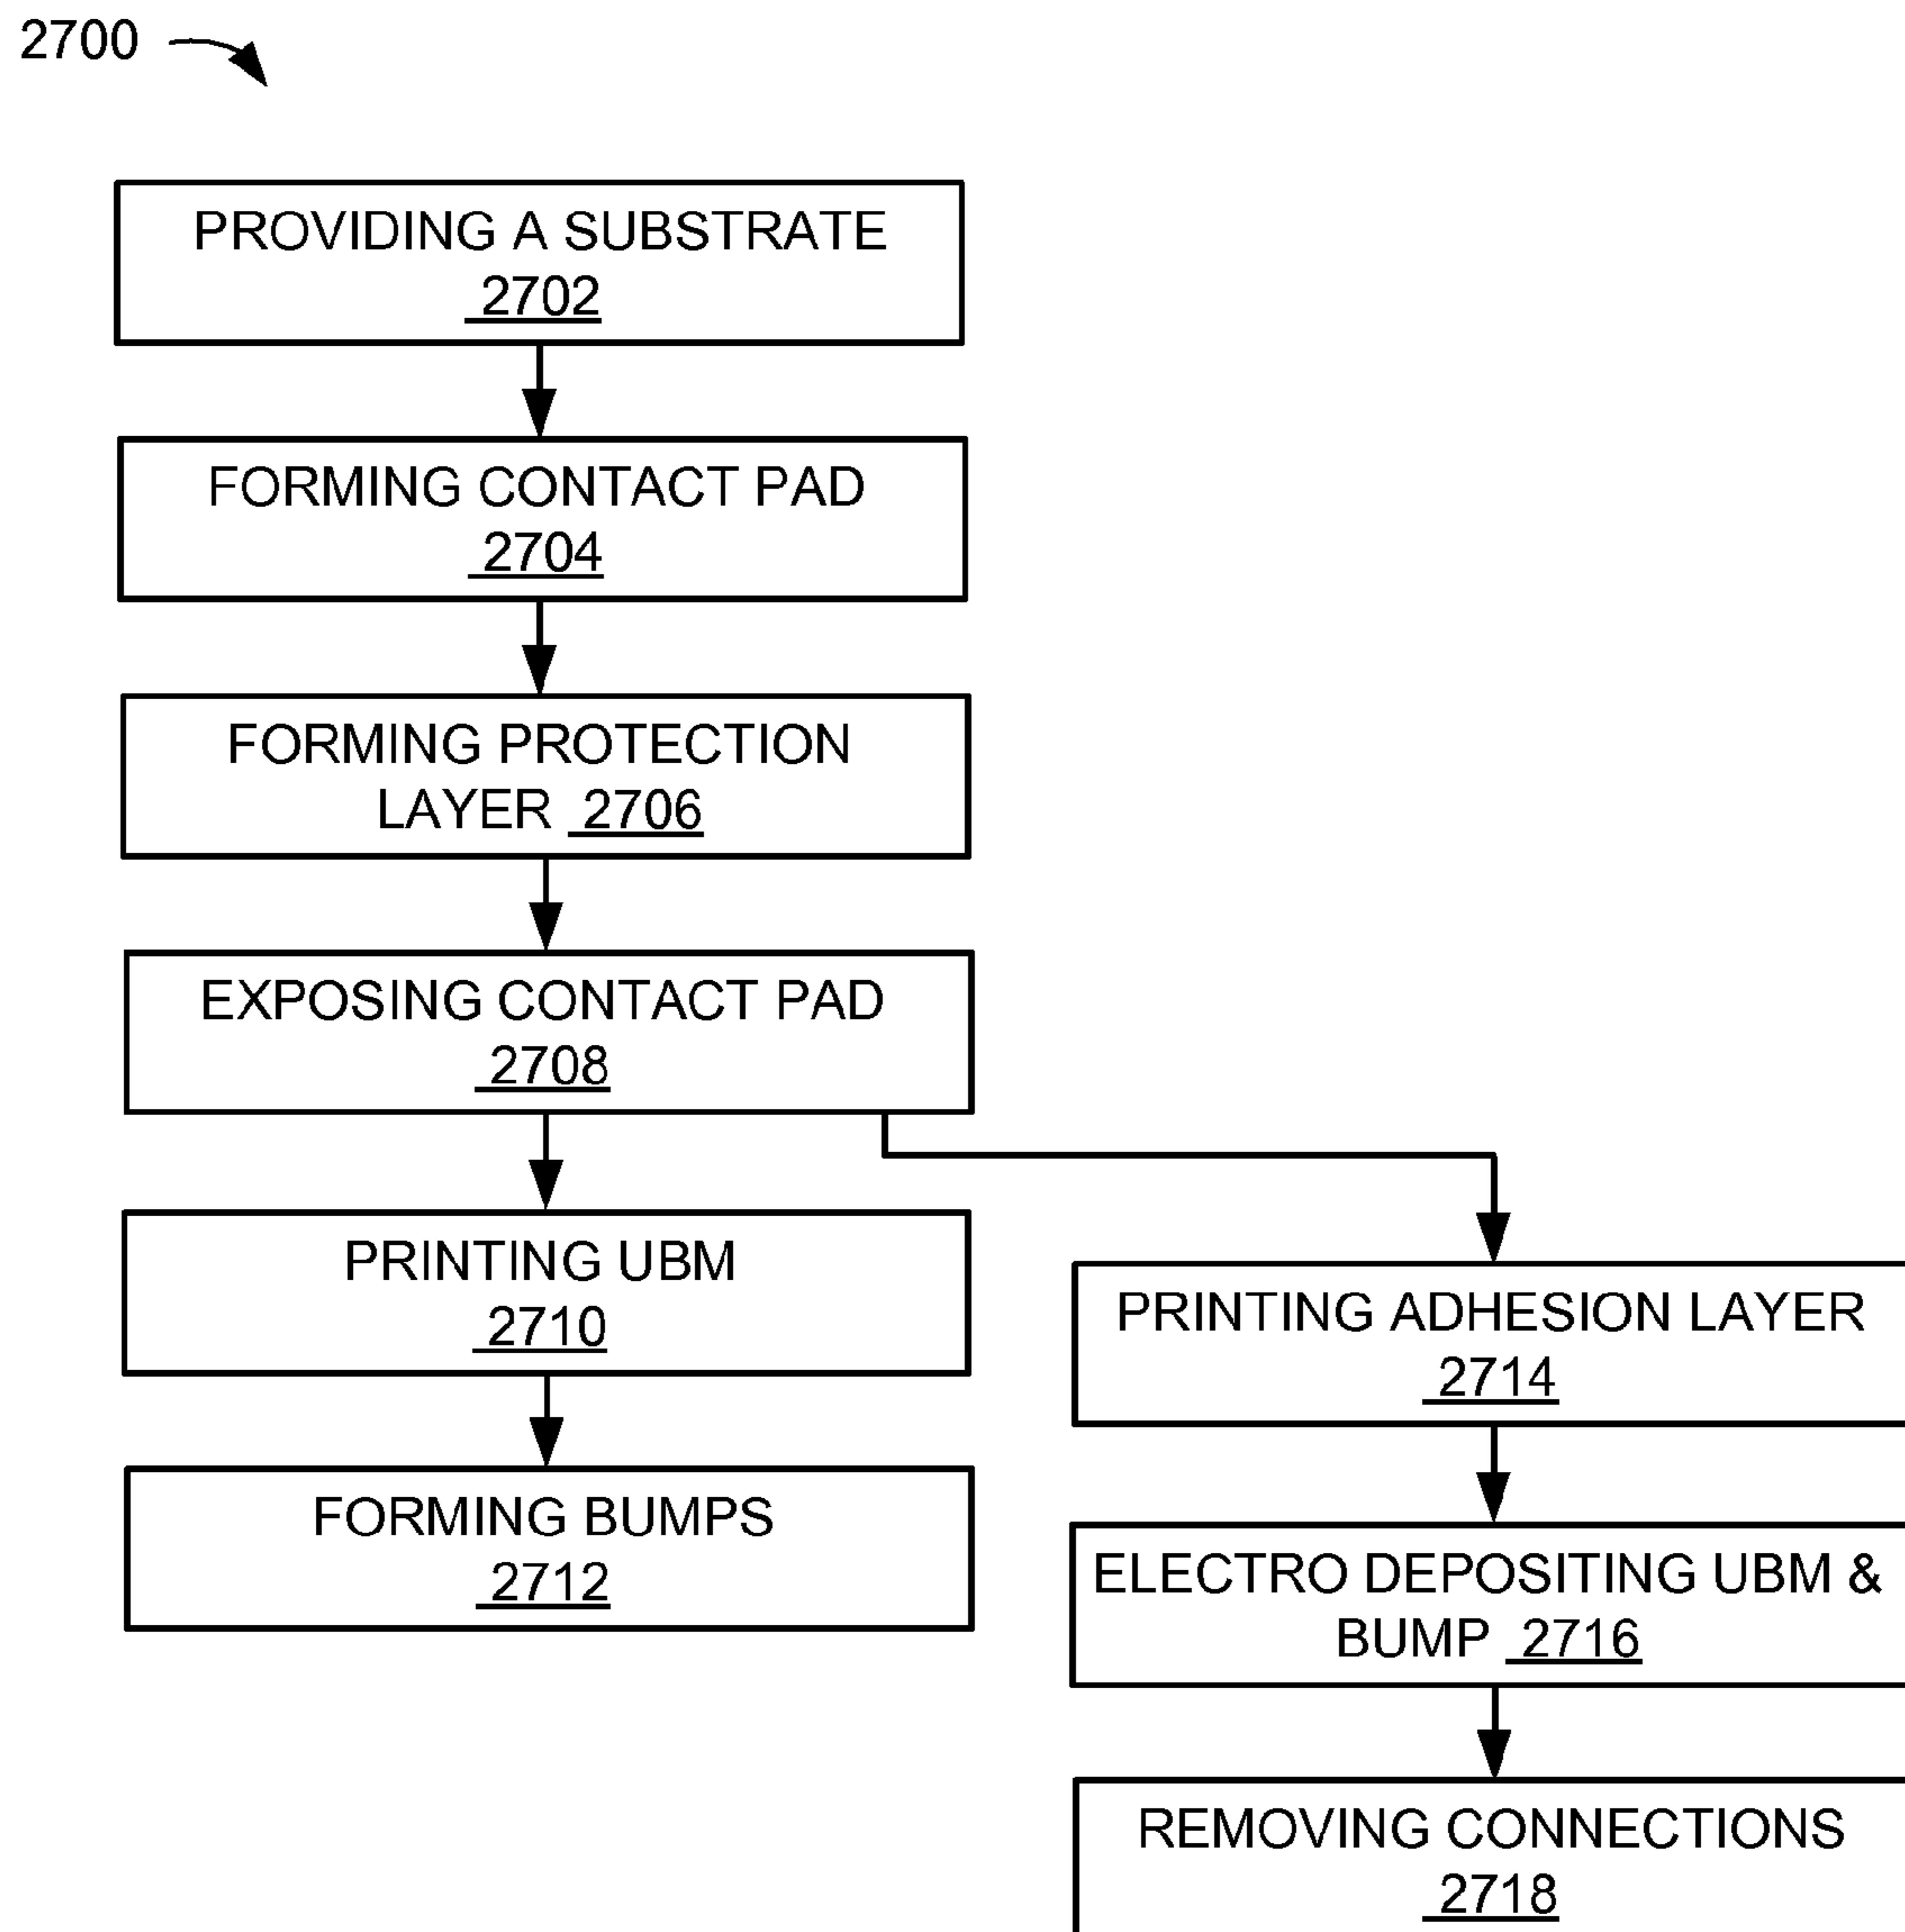 2700
PROVIDING A SUBSTRATE
2702
FORMING CONTACT PAD
2704
FORMING PROTECTION
LAYER 2706
EXPOSING CONTACT PAD
2708
PRINTING UBM
2710
FORMING BUMPS
2712
PRINTING ADHESION LAYER
2714
ELECTRO DEPOSITING UBM &
BUMP 2716
REMOVING CONNECTIONS
2718